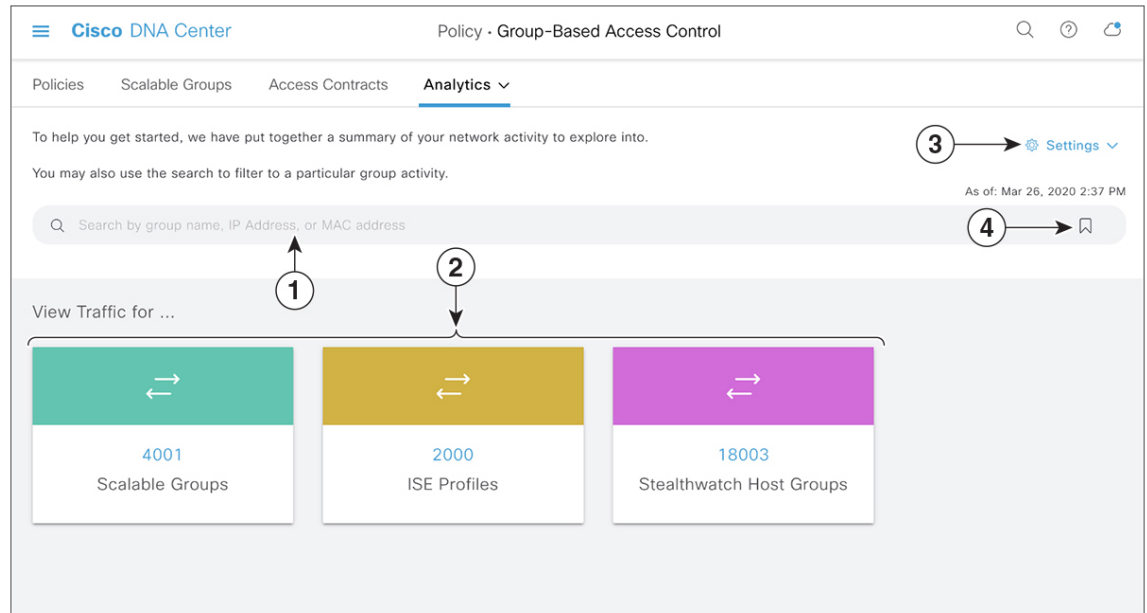 Cisco DNA Center
Policy · Group-Based Access Control
Policies
Scalable Groups
Access Contracts
Analytics
To help you get started, we have put together a summary of your network activity to explore into.
3
Settings
You may also use the search to filter to a particular group activity.
As of: Mar 26, 2020 2:37 PM
Search by group name, IP Address, or MAC address
4
2
1
View Traffic for ...
4001
2000
18003
Scalable Groups
ISE Profiles
Stealthwatch Host Groups